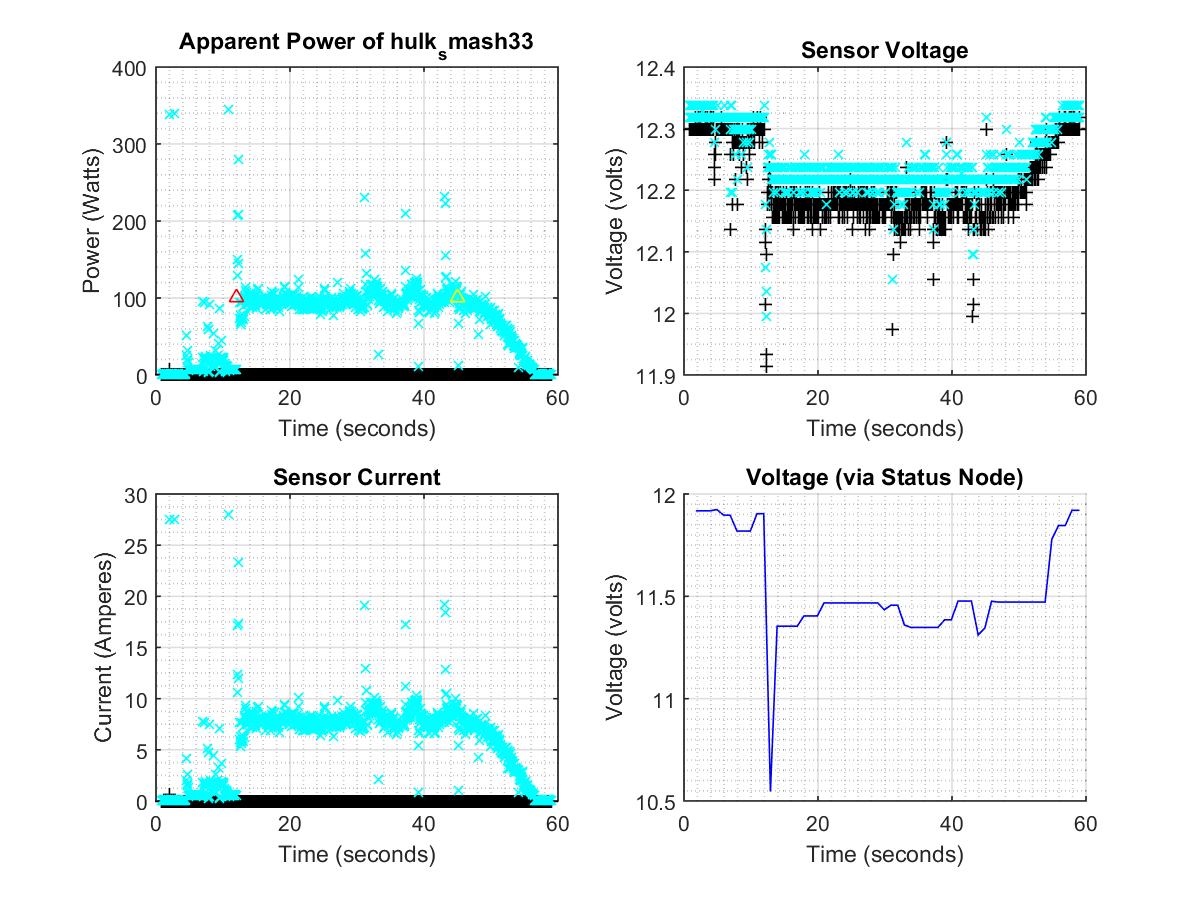 Apparent Power of hulk_smash33
400
300
200
100
0
Power (Watts)
0 20 40 60
Time (seconds)
Sensor Voltage
12.4
12.3
12.2
12.1
12
11.9
Voltage (volts)
0 20 40 60
Time (seconds)
Sensor Current
30
25
20
15
10
5
0
Current (Amperes)
0 20 40 60
Time (seconds)
Voltage (via Status Node)
12
11.5
11
10.5
Voltage (volts)
0 20 40 60
Time (seconds)